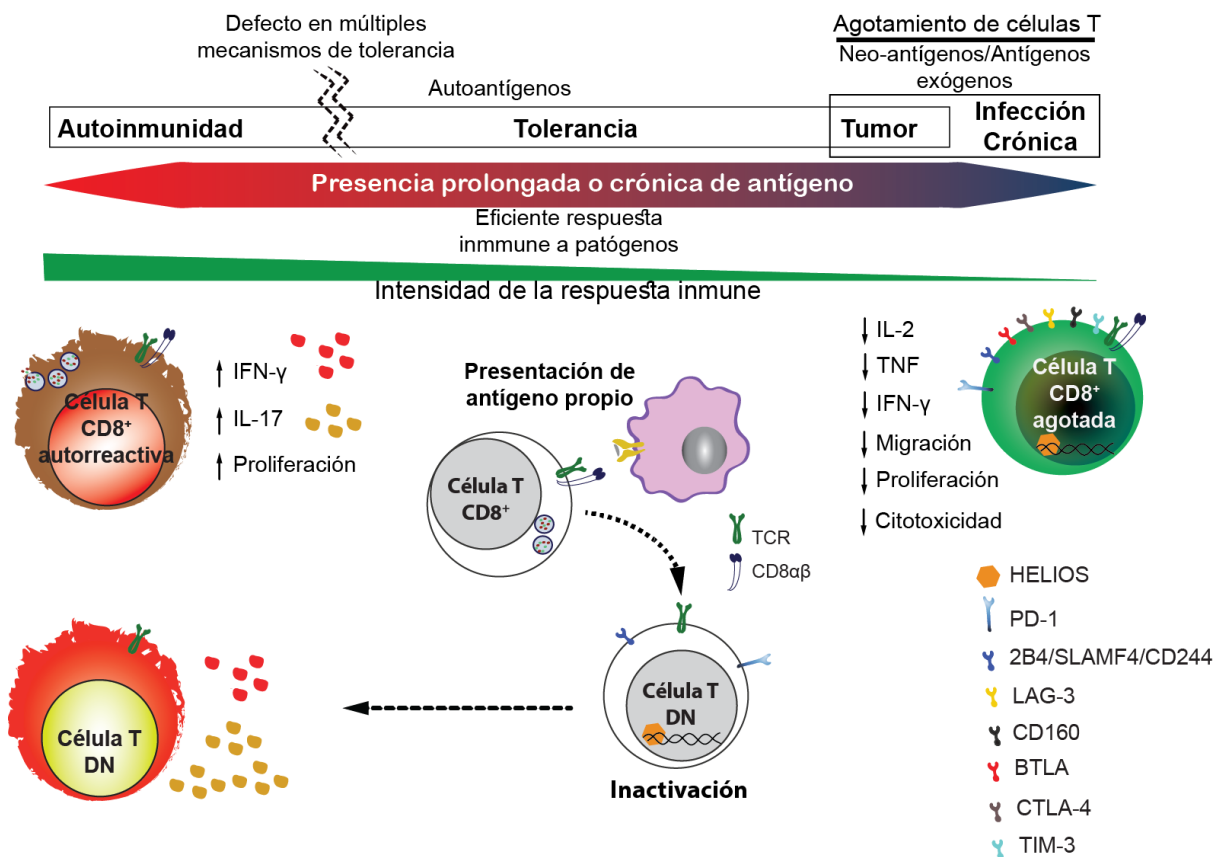 Defecto en múltiples
mecanismos de tolerancia
Autoantígenos
Agotamiento de células T
Neo-antígenos/Antígenos
exógenos
Autoinmunidad
Tolerancia
Tumor
Infección
Crónica
Presencia prolongada o crónica de antígeno
Eficiente respuesta
inmmune a patógenos
Intensidad de la respuesta inmune
Célula T
CD8+
autorreactiva
IFN-γ
IL-17
Proliferación
Presentación de
antígeno propio
Célula T
CD8+
TCR
CD8αβ
IL-2
TNF
IFN-γ
Migración
Proliferación
Citotoxicidad
Célula T
CD8+
agotada
Célula T
DN
Célula T
DN
Inactivación
HELIOS
PD-1
2B4/SLAMF4/CD244
LAG-3
CD160
BTLA
CTLA-4
TIM-3